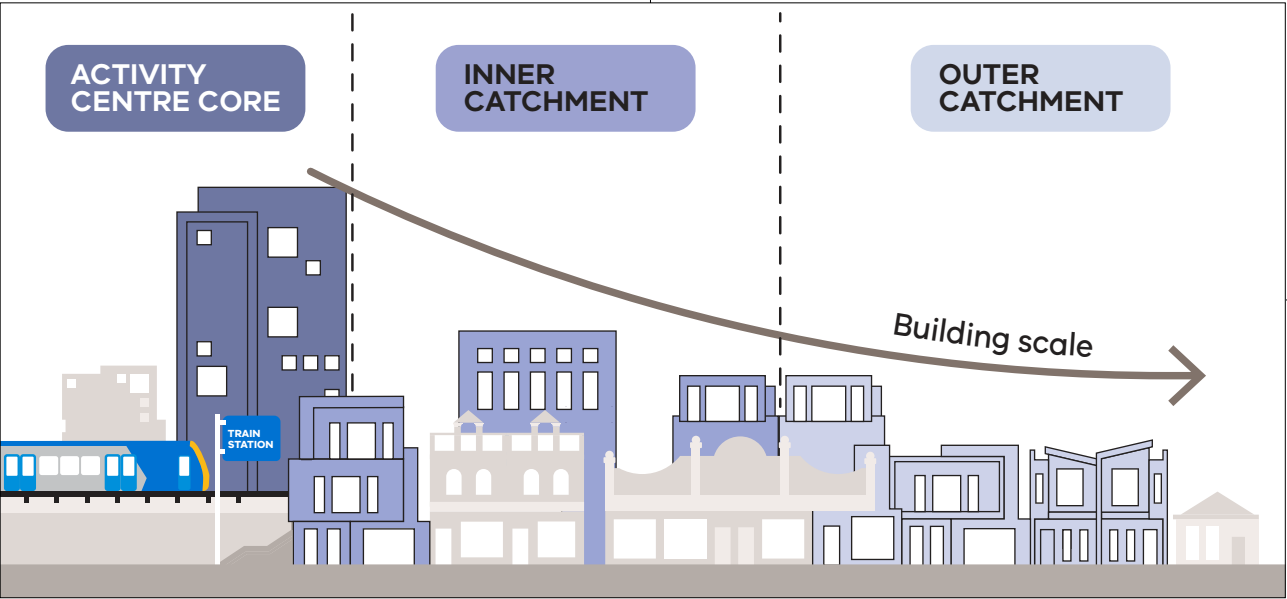 ACTIVITY
CENTRE CORE
INNER
CATCHMENT
OUTER
CATCHMENT
Building scale
TRAIN
STATION